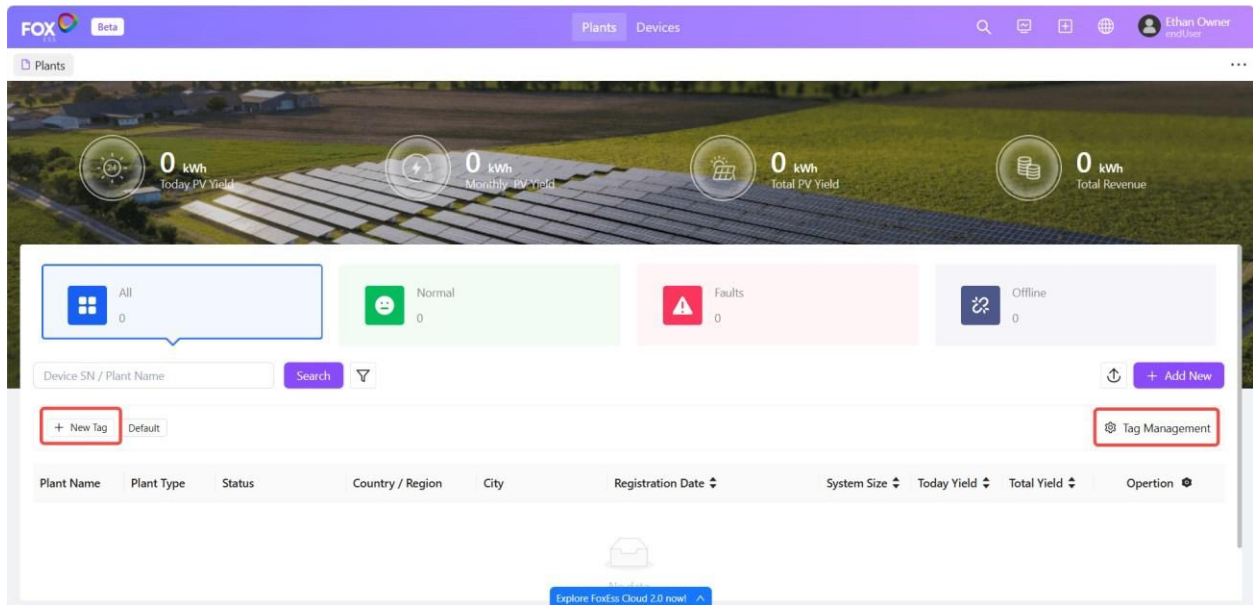 FOX ESS Beta Plants Devices Ethan Owner
endUser
Plants
0 kWh 0 kWh 0 kWh 0 kWh
Today PV Yield Monthly PV Yield Total PV Yield Total Revenue
All Normal Faults Offline
0 0 0 0
Device SN / Plant Name Search + Add New
+ New Tag Default Tag Management
Plant Name Plant Type Status Country / Region City Registration Date System Size Today Yield Total Yield Opertion
No data
Explore FoxEss Cloud 2.0 now!